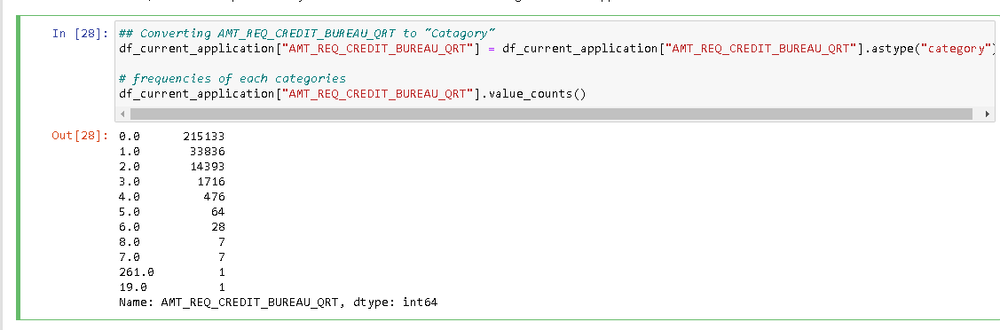 In [28]: ## Converting AMT_REQ_CREDIT_BUREAU_QRT to "Catagory"
df_current_application["AMT_REQ_CREDIT_BUREAU_QRT"] = df_current_application["AMT_REQ_CREDIT_BUREAU_QRT"].astype("category")
# frequencies of each categories
df_current_application["AMT_REQ_CREDIT_BUREAU_QRT"].value_counts()
Out[28]: 0.0 215133
1.0 33836
2.0 14393
3.0 1716
4.0 476
5.0 64
6.0 28
8.0 7
7.0 7
261.0 1
19.0 1
Name: AMT_REQ_CREDIT_BUREAU_QRT, dtype: int64